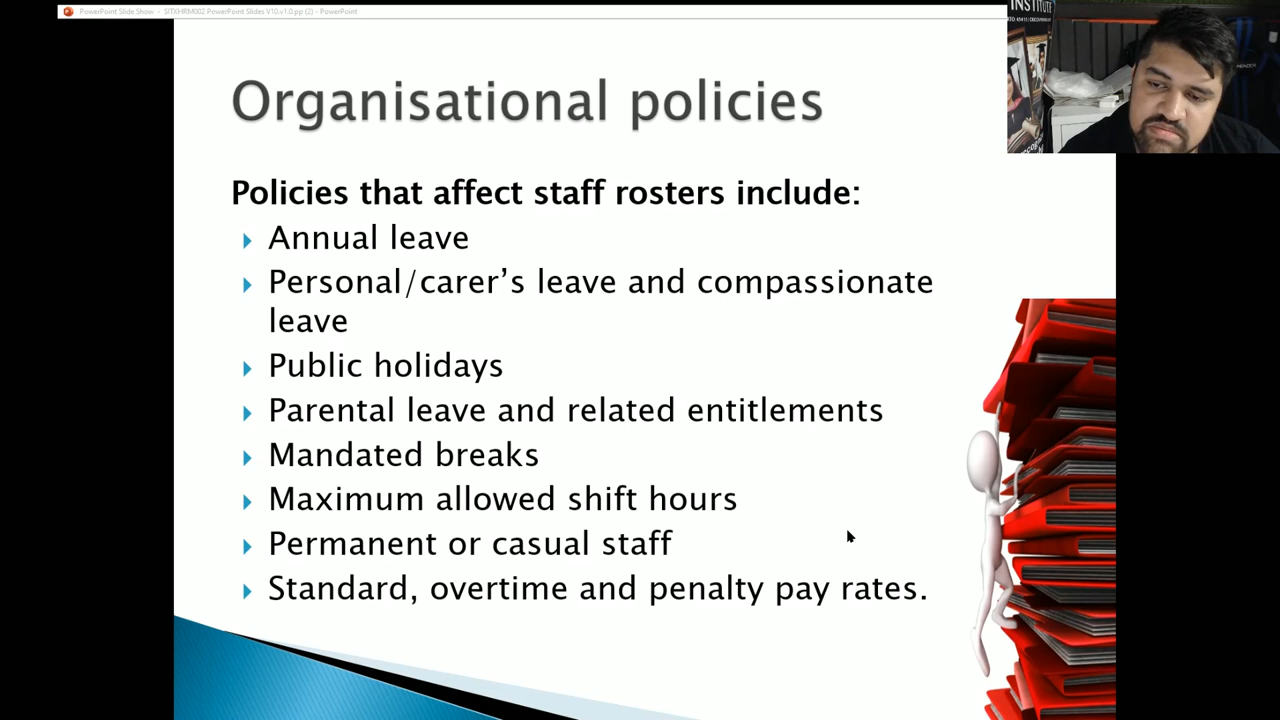 PowerPoint Slide Show - SITXHRM002 PowerPoint Slides V10-v1.0.pp (2) - PowerPoint
INSTITUTE
Organisational policies
Policies that affect staff rosters include:
Annual leave
Personal/carer’s leave and compassionate
leave
Public holidays
Parental leave and related entitlements
Mandated breaks
Maximum allowed shift hours
Permanent or casual staff
Standard, overtime and penalty pay rates.